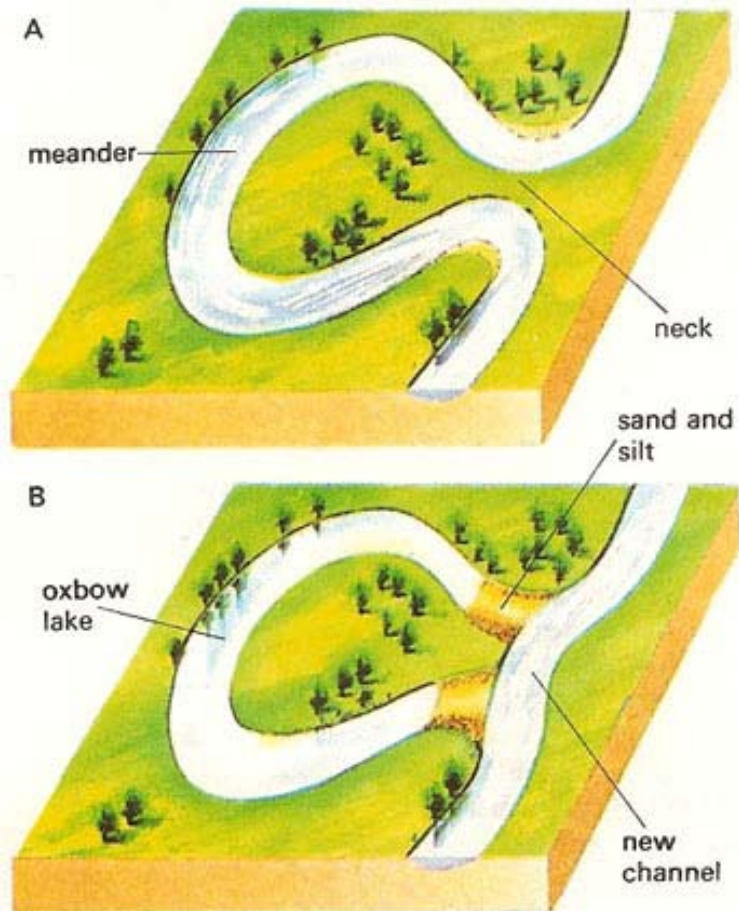 A
meander
neck
sand and
silt
B
oxbow
lake
new
channel